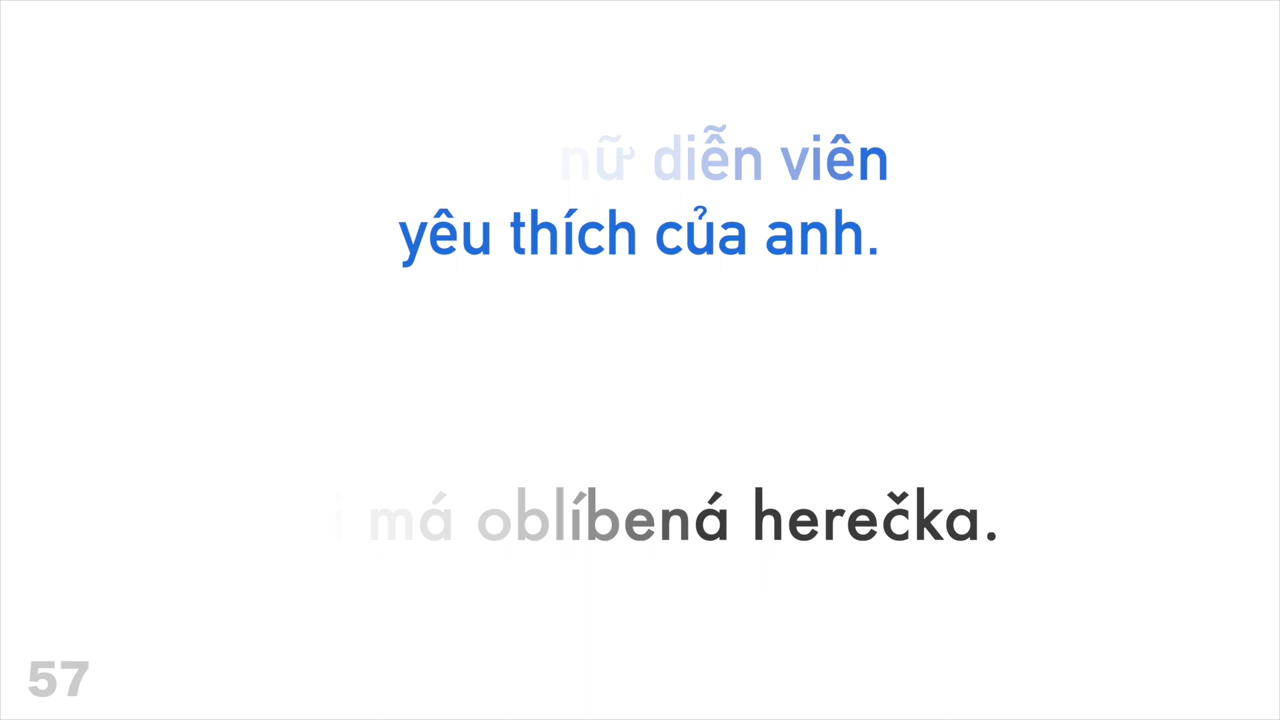 nữ diễn viên
yêu thích của anh.
má oblíbená herečka.
57